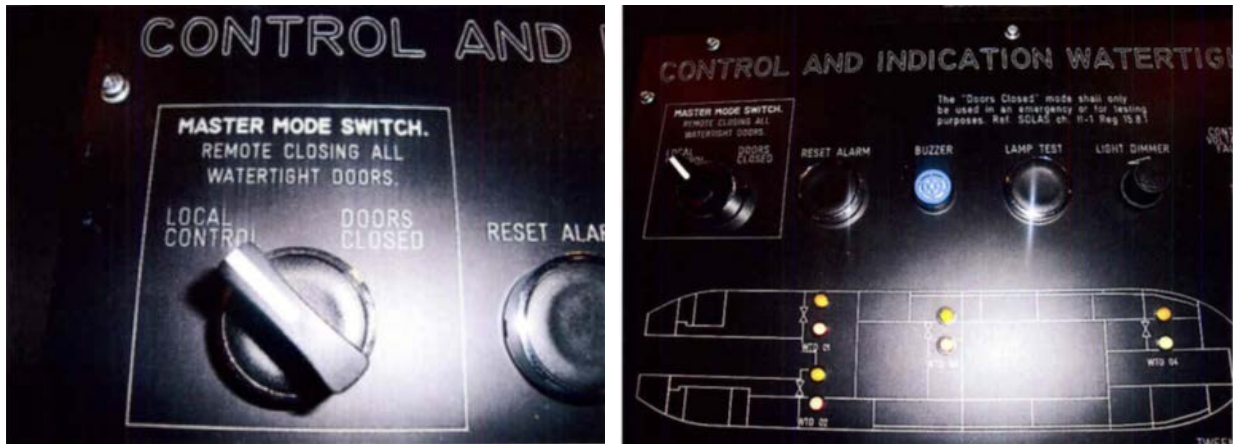 CONTROL AND
MASTER MODE SWITCH.
REMOTE CLOSING ALL
WATERTIGHT DOORS.
LOCAL
CONTROL
DOORS
CLOSED
RESET ALAR
CONTROL AND INDICATION WATERTIG
The "Doors Closed" mode shall only
be used in an emergency or for testing
purposes. Ref. SOLAS ch. II-1 Reg 15.8.1
MASTER MODE SWITCH.
REMOTE CLOSING ALL
WATERTIGHT DOORS.
LOCAL
CONTROL
DOORS
CLOSED
RESET ALARM
BUZZER
LAMP TEST
LIGHT DIMMER
WTD 01
WTD 04
WTD 02